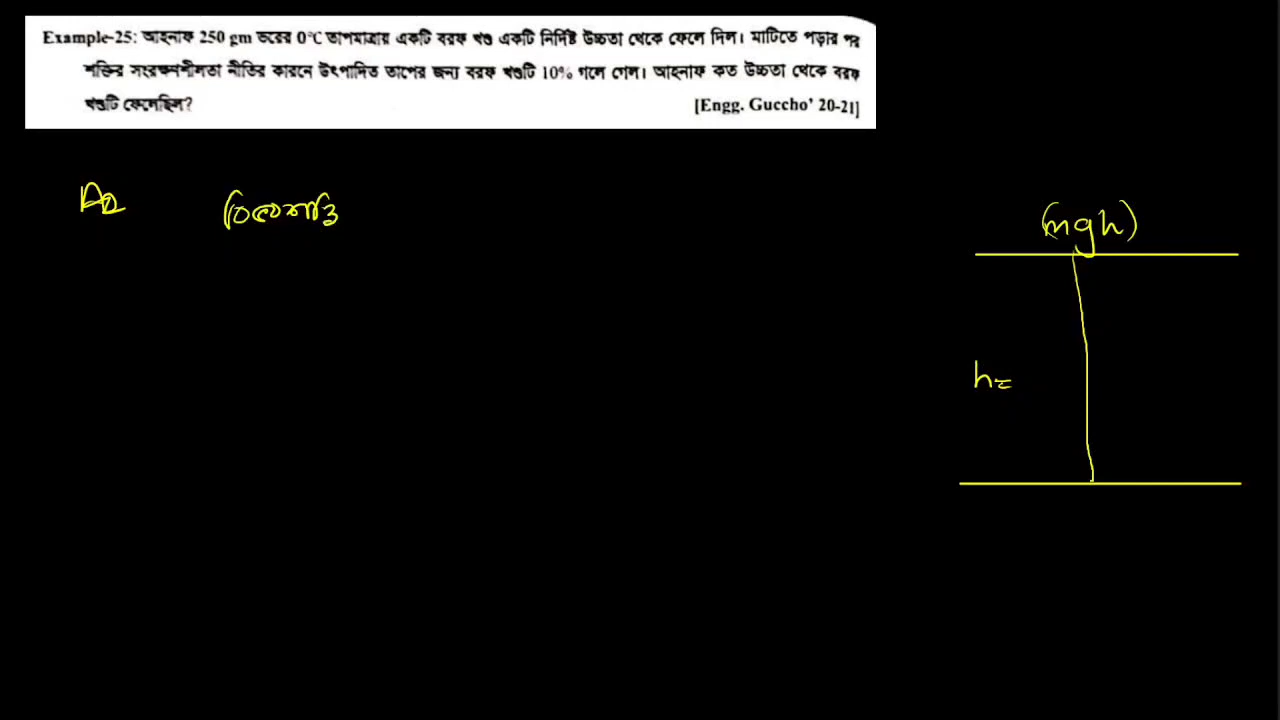 Example-25: আহনাফ 250 gm ভরের 0°C তাপমাত্রায় একটি বরফ খণ্ড একটি নির্দিষ্ট উচ্চতা থেকে ফেলে দিল। মাটিতে পড়ার পর
শক্তির সংরক্ষণশীলতা নীতির কারনে উৎপাদিত তাপের জন্য বরফ খণ্ডটি 10% গলে গেল। আহনাফ কত উচ্চতা থেকে বরফ
খণ্ডটি ফেলেছিল?
[Engg. Guccho' 20-21]
(mgh)
h=